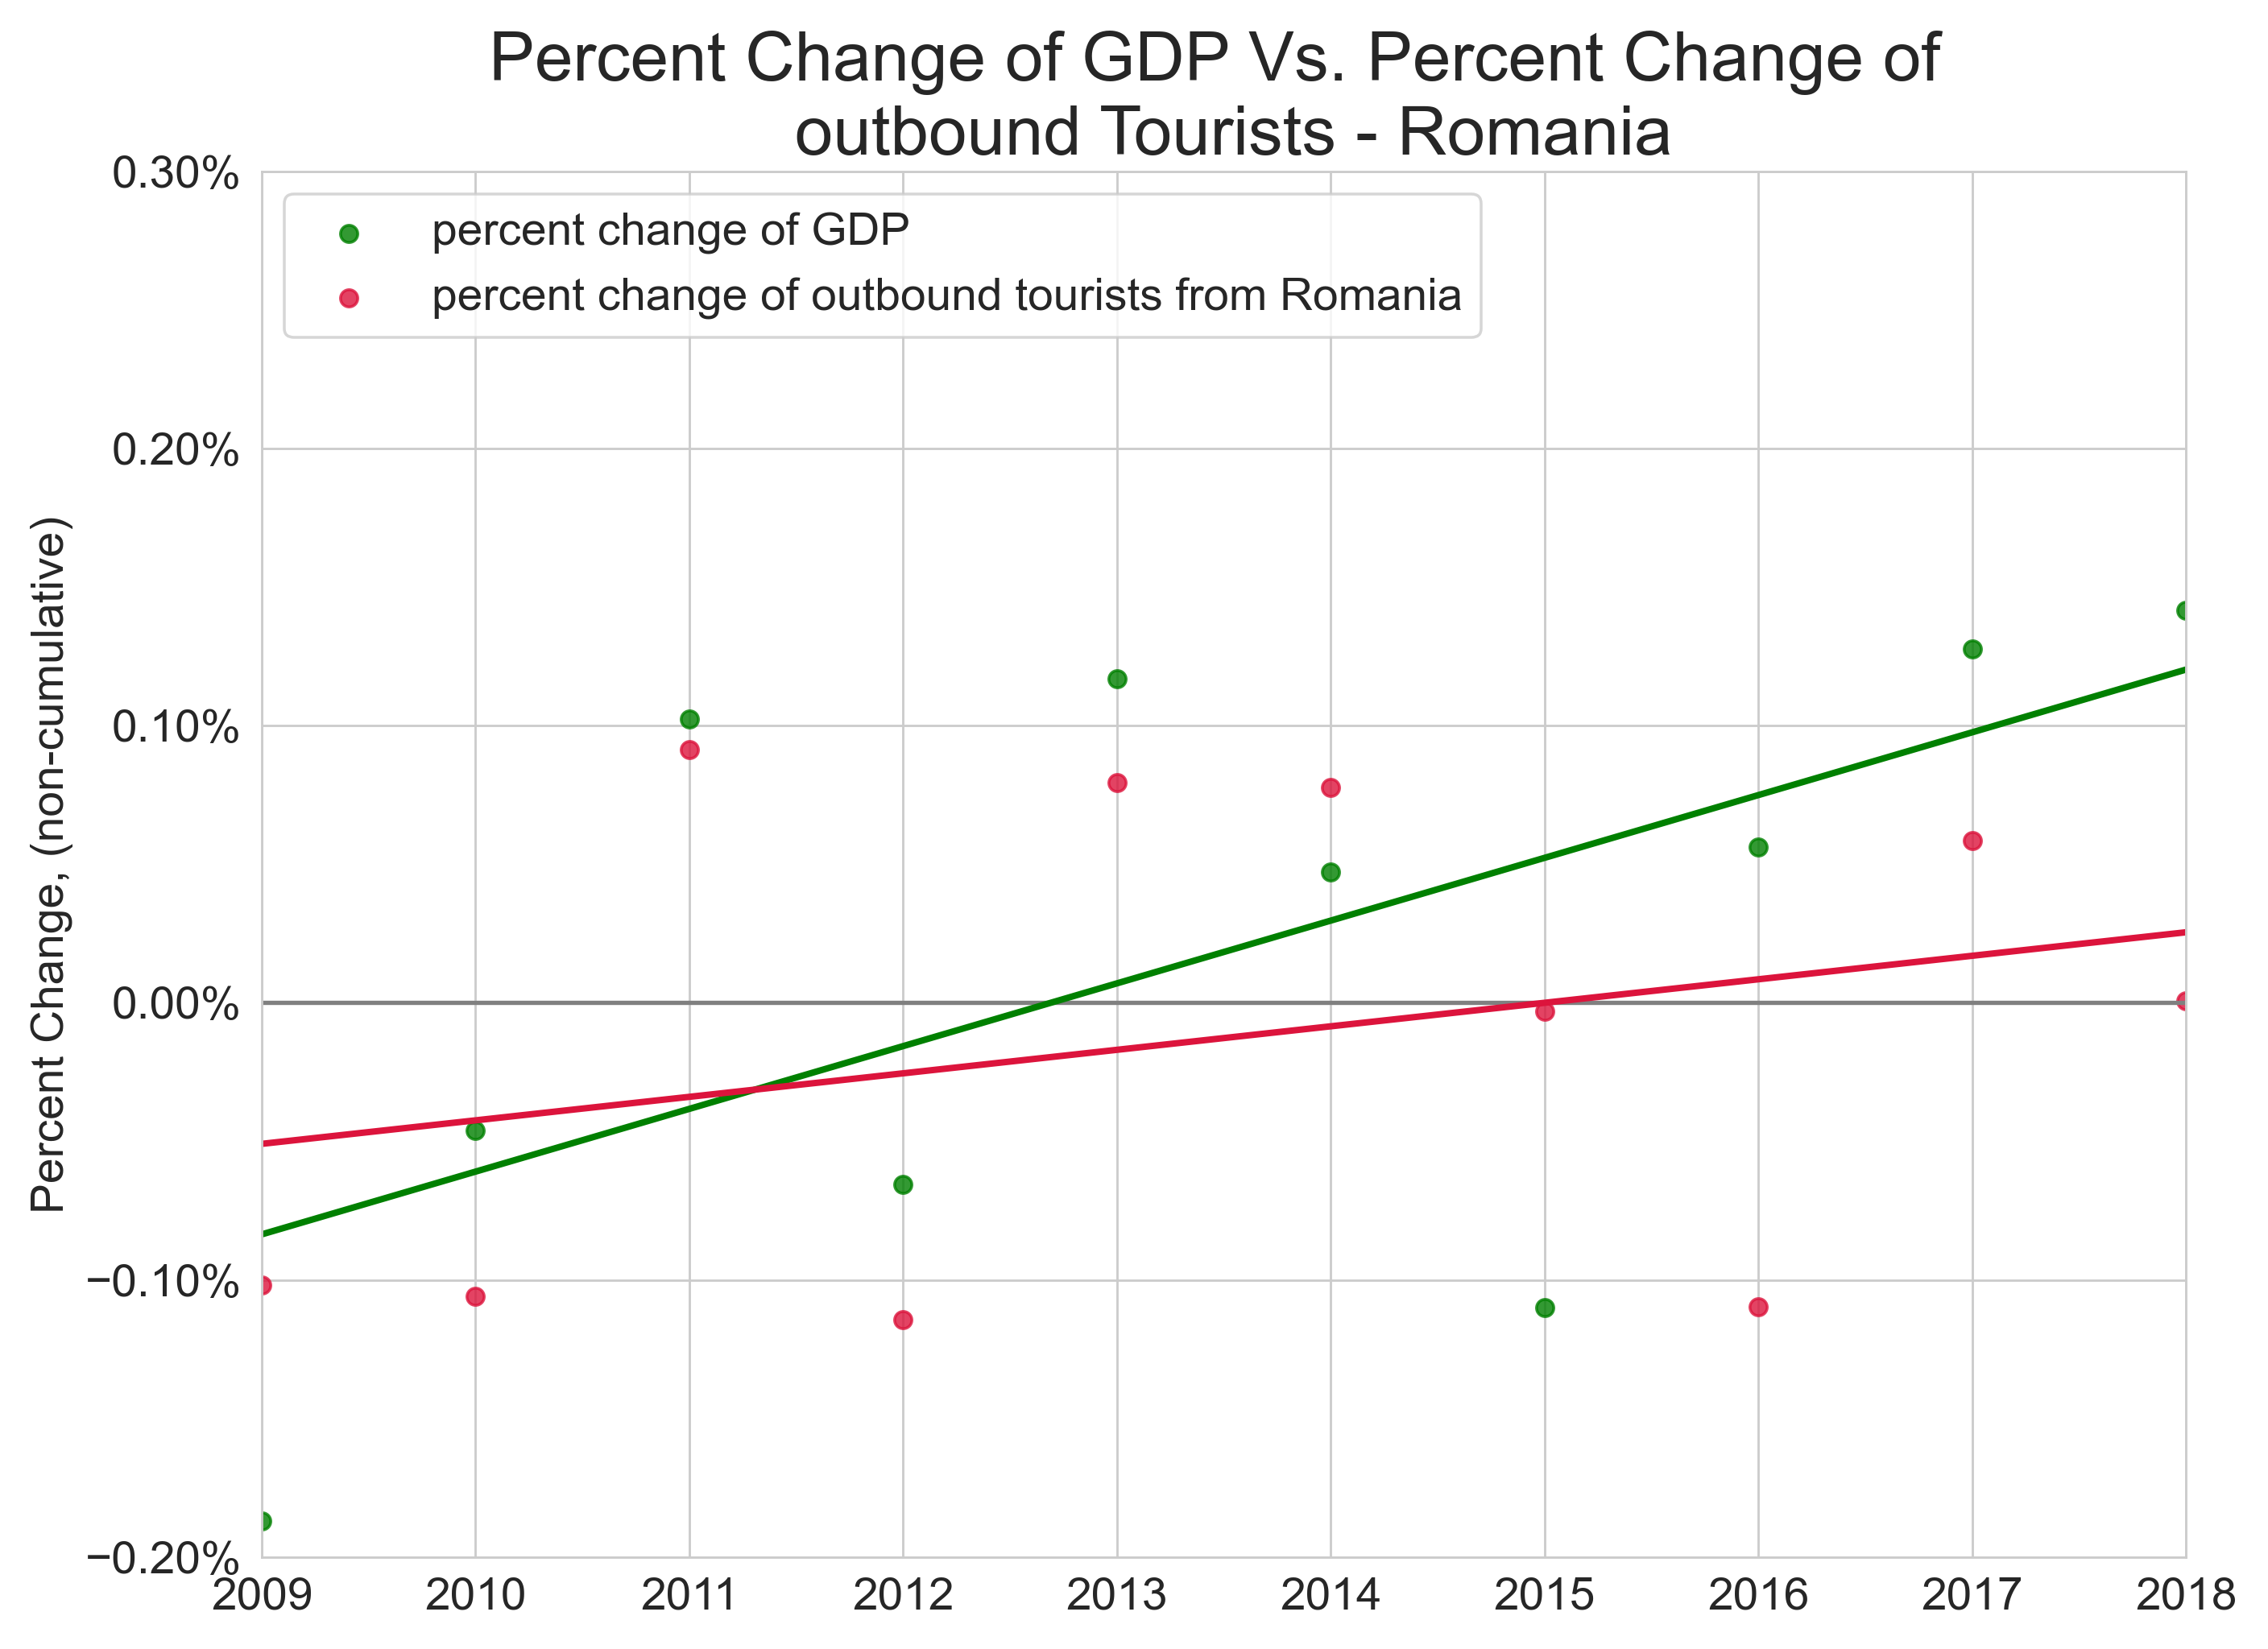 Percent Change of GDP Vs. Percent Change of
outbound Tourists - Romania
percent change of GDP
percent change of outbound tourists from Romania
Percent Change, (non-cumulative)
0.30%
0.20%
0.10%
0.00%
−0.10%
−0.20%
2009 2010 2011 2012 2013 2014 2015 2016 2017 2018